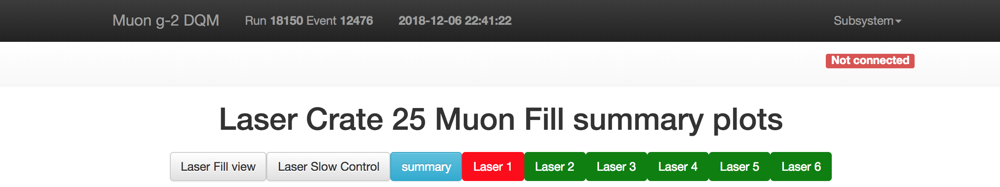 Muon g-2 DQM Run 18150 Event 12476 2018-12-06 22:41:22 Subsystem
Not connected
Laser Crate 25 Muon Fill summary plots
Laser Fill view Laser Slow Control summary Laser 1 Laser 2 Laser 3 Laser 4 Laser 5 Laser 6